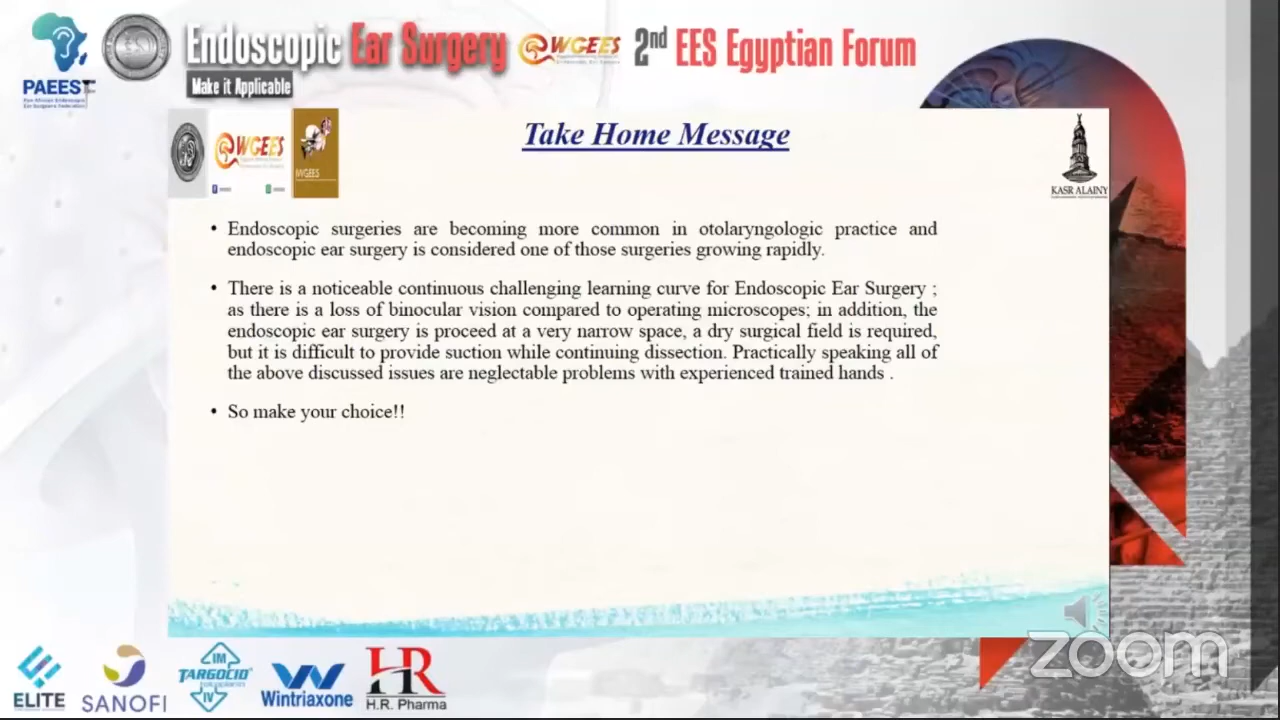 PAEES
Endoscopic Ear Surgery
Make it Applicable
WGEES
2nd EES Egyptian Forum
WGEES
WGEES
Take Home Message
KASR ALAINY
• Endoscopic surgeries are becoming more common in otolaryngologic practice and
endoscopic ear surgery is considered one of those surgeries growing rapidly.
• There is a noticeable continuous challenging learning curve for Endoscopic Ear Surgery ;
as there is a loss of binocular vision compared to operating microscopes; in addition, the
endoscopic ear surgery is proceed at a very narrow space, a dry surgical field is required,
but it is difficult to provide suction while continuing dissection. Practically speaking all of
the above discussed issues are neglectable problems with experienced trained hands .
• So make your choice!!
zoom
ELITE
SANOFI
IM
TARGOCID
IV
Wintriaxone
HR
H.R. Pharma